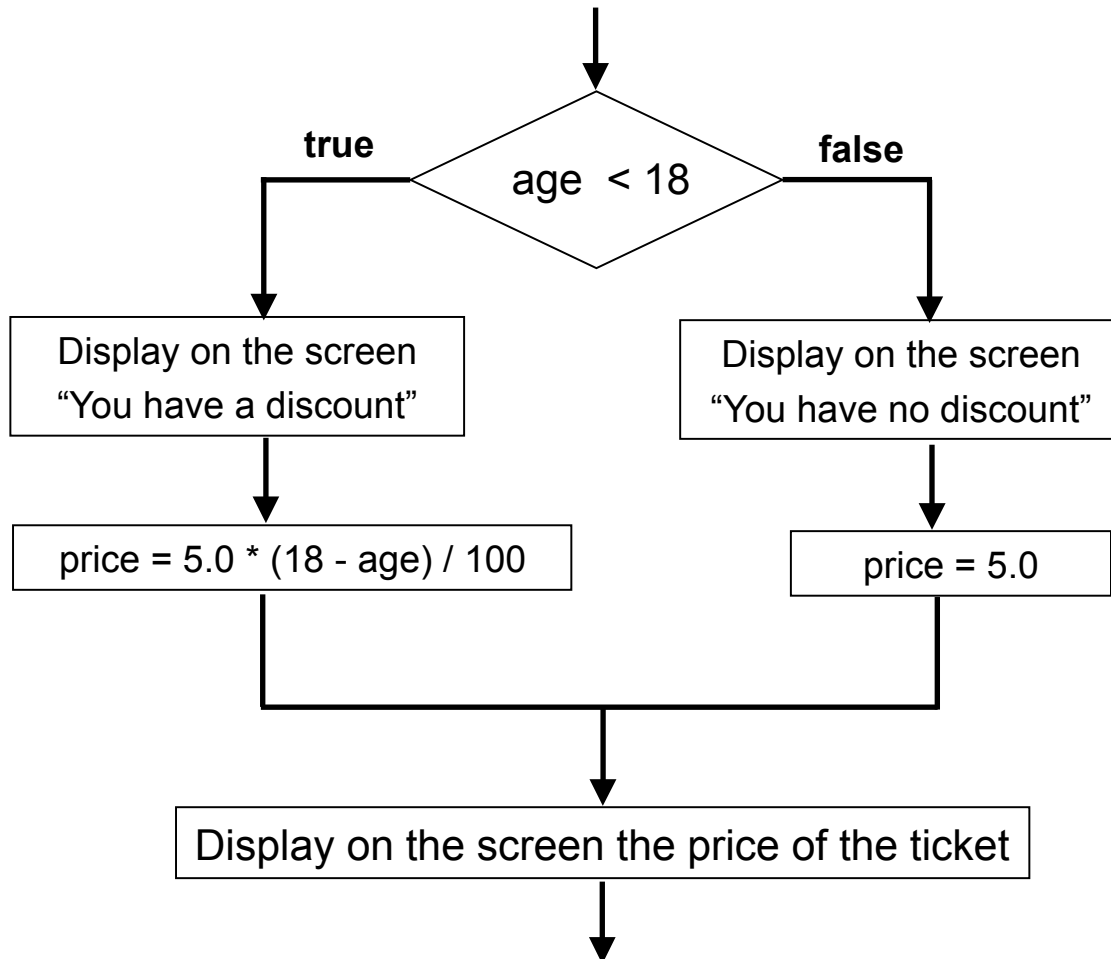 true
false
age < 18
Display on the screen
“You have a discount”
Display on the screen
“You have no discount”
price = 5.0 * (18 - age) / 100
price = 5.0
Display on the screen the price of the ticket